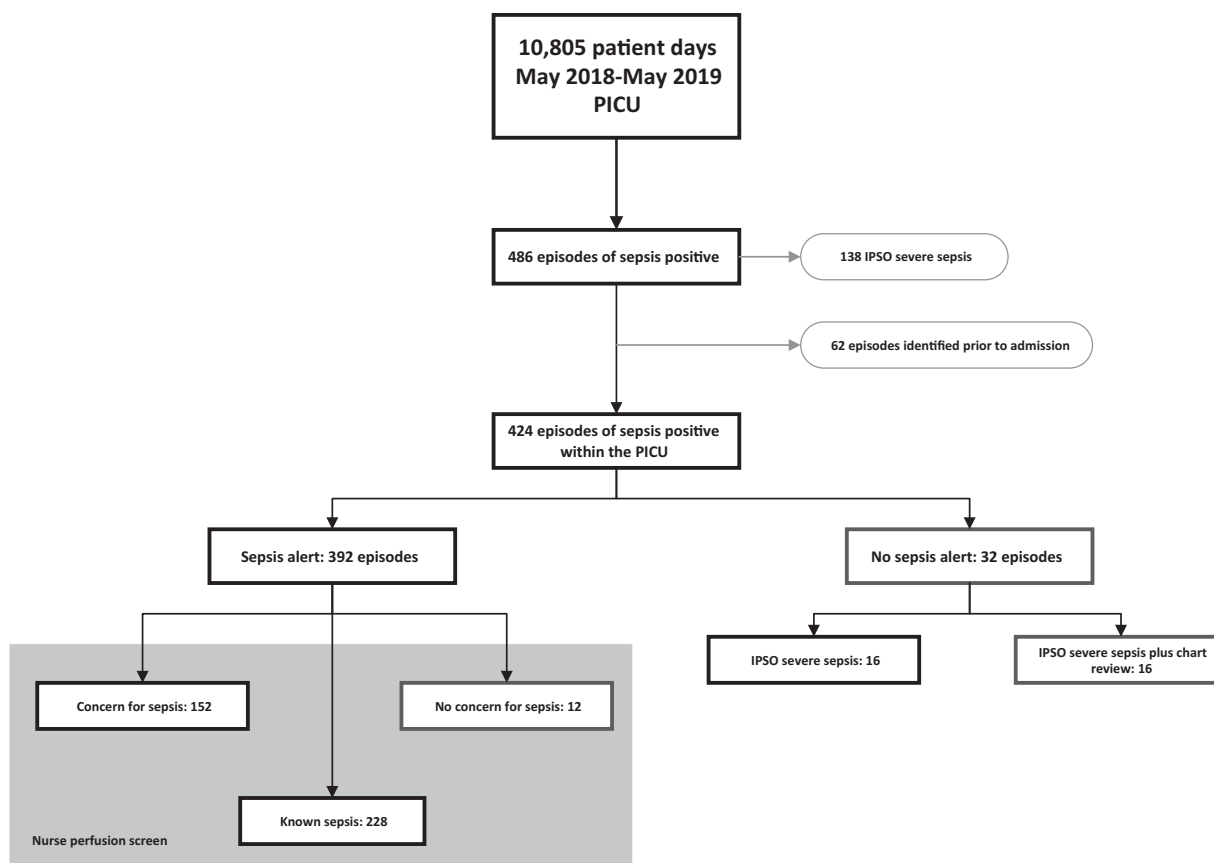 10,805 patient days
May 2018-May 2019
PICU
486 episodes of sepsis positive
138 IPSO severe sepsis
62 episodes identified prior to admission
424 episodes of sepsis positive
within the PICU
Sepsis alert: 392 episodes
No sepsis alert: 32 episodes
IPSO severe sepsis: 16
IPSO severe sepsis plus chart
review: 16
Concern for sepsis: 152
No concern for sepsis: 12
Known sepsis: 228
Nurse perfusion screen